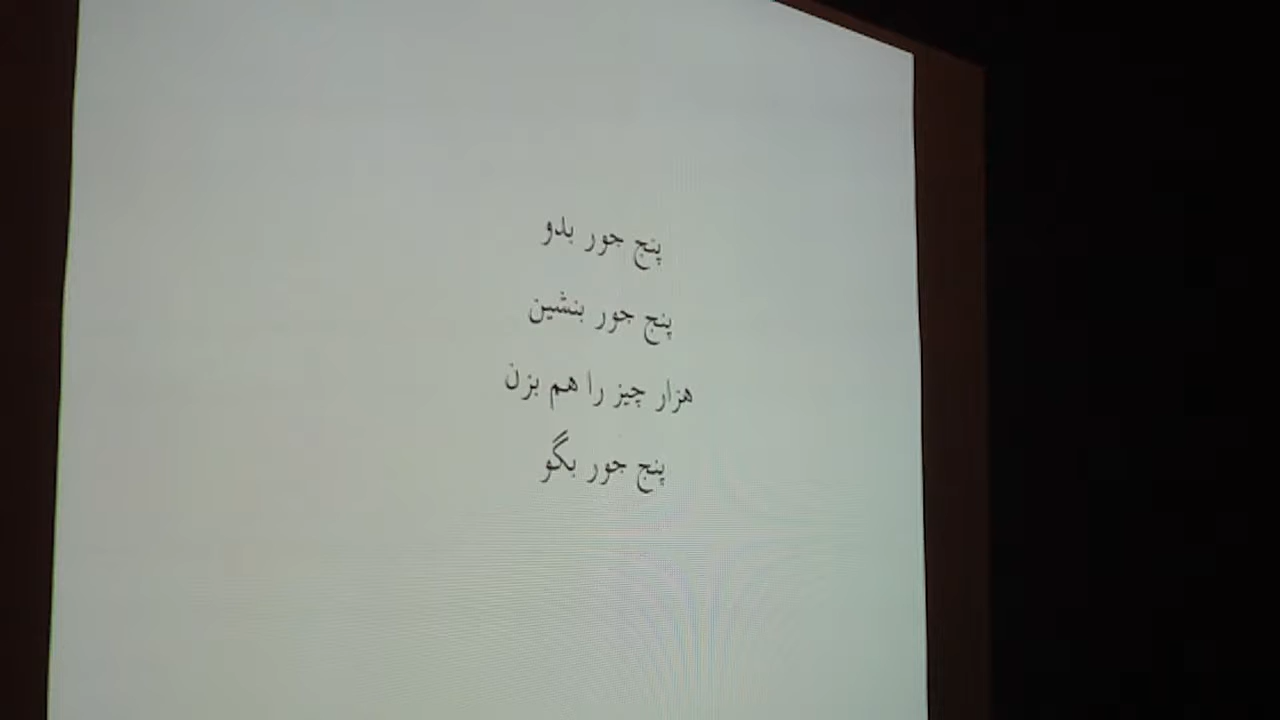 پنج جور بدو
پنج جور بنشین
هزار چیز را هم بزن
پنج جور بگو